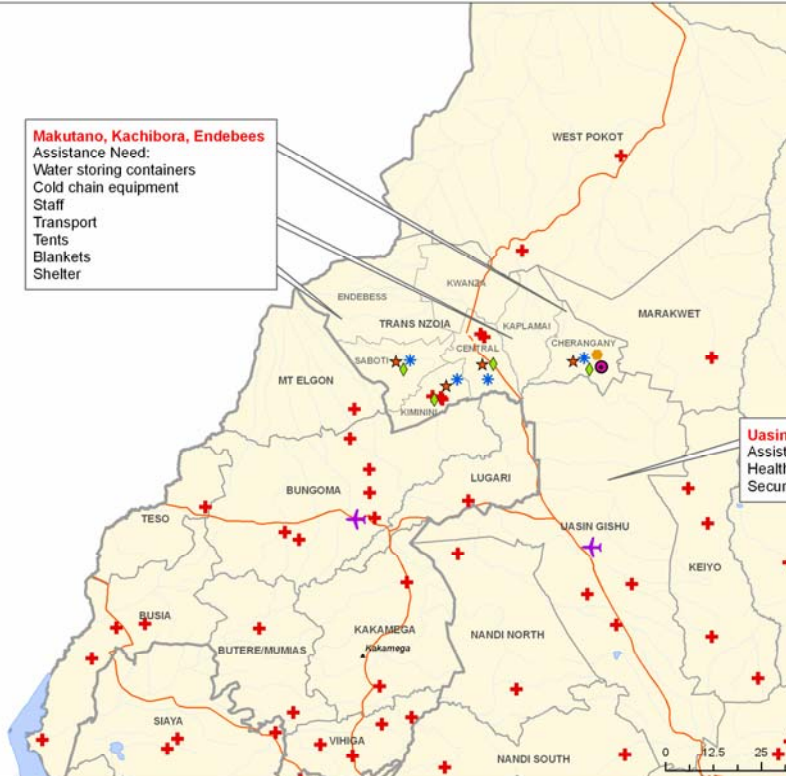 Makutano, Kachibora, Endebees
Assistance Need:
Water storing containers
Cold chain equipment
Staff
Transport
Tents
Blankets
Shelter
WEST POKOT
KWANZA
ENDEBESS
MARAKWET
TRANS NZOIA
KAPLAMAI
CHERANGANY
CENTRAL
SABOTI
MT ELGON
KIMININI
Uasin
Assist
Health
Secur
LUGARI
BUNGOMA
TESO
UASIN GISHU
KEIYO
BUSIA
KAKAMEGA
NANDI NORTH
Kakamega
BUTERE/MUMIAS
SIAYA
VIHIGA
NANDI SOUTH
0 12.5 25